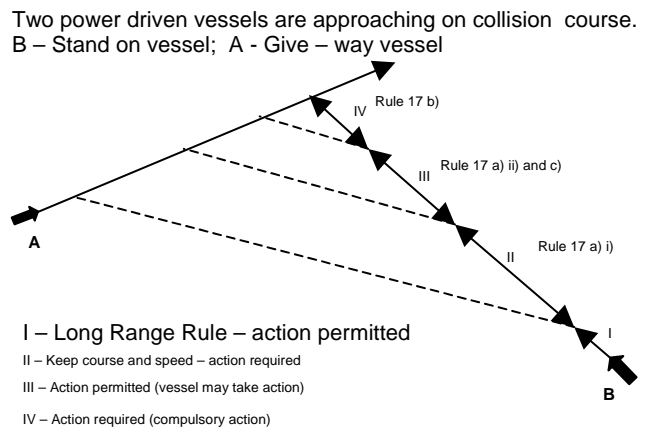 Two power driven vessels are approaching on collision course.
B – Stand on vessel; A - Give – way vessel
IV Rule 17 b)
III Rule 17 a) ii) and c)
A
II Rule 17 a) i)
I
I – Long Range Rule – action permitted
II – Keep course and speed – action required
III – Action permitted (vessel may take action)
B
IV – Action required (compulsory action)